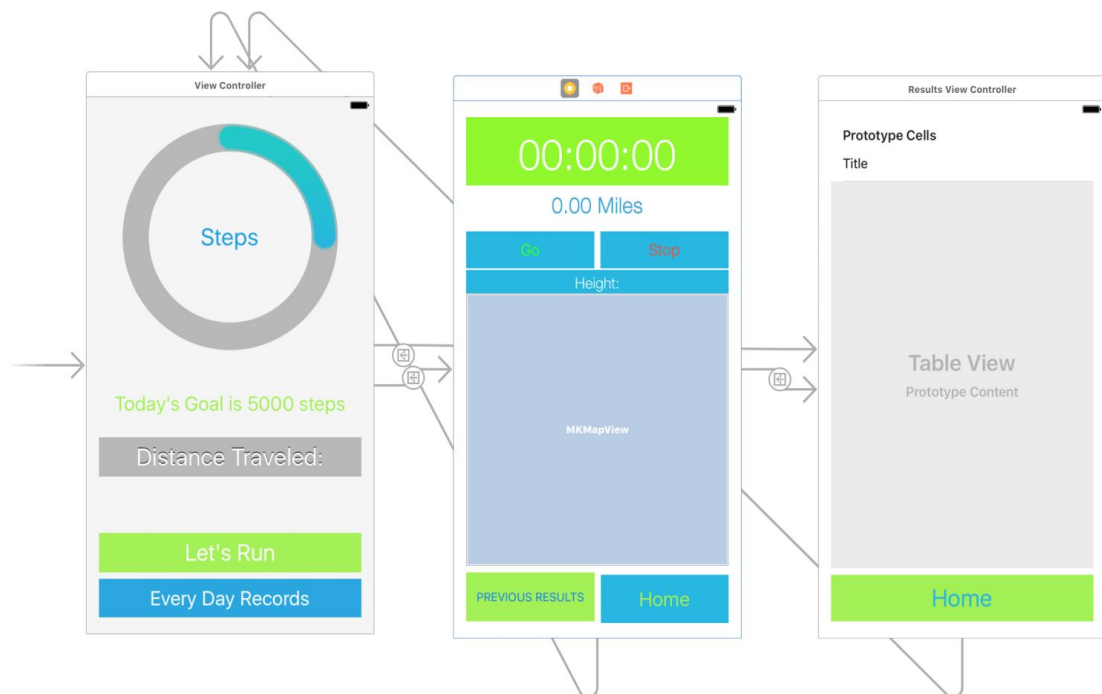 View Controller
Steps
Today's Goal is 5000 steps
Distance Traveled:
Let's Run
Every Day Records
00:00:00
0.00 Miles
Go
Stop
Height:
MKMapView
PREVIOUS RESULTS
Home
Results View Controller
Prototype Cells
Title
Table View
Prototype Content
Home